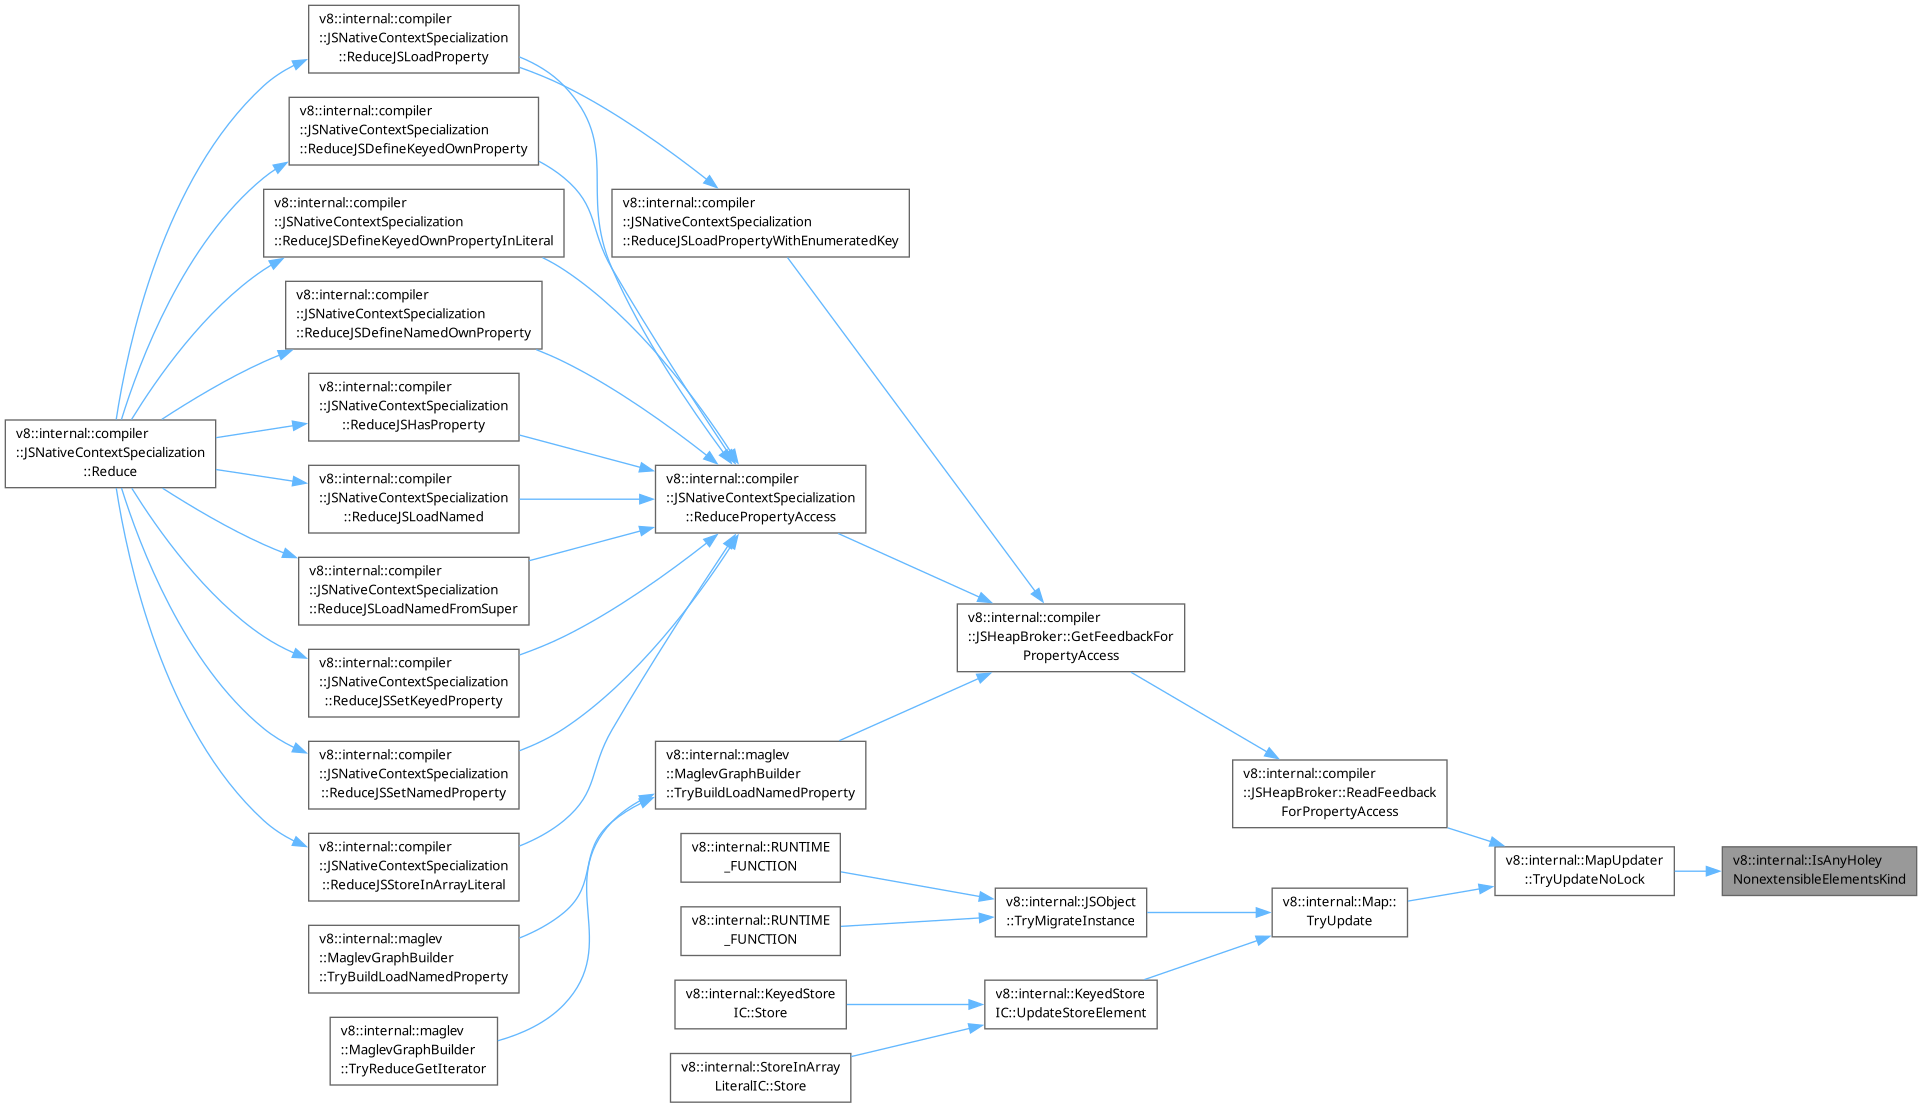 v8::internal::compiler
::JSNativeContextSpecialization
::ReduceJSLoadProperty
v8::internal::compiler
::JSNativeContextSpecialization
::ReduceJSDefineKeyedOwnProperty
v8::internal::compiler
::JSNativeContextSpecialization
::ReduceJSDefineKeyedOwnPropertyInLiteral
v8::internal::compiler
::JSNativeContextSpecialization
::ReduceJSLoadPropertyWithEnumeratedKey
v8::internal::compiler
::JSNativeContextSpecialization
::ReduceJSDefineNamedOwnProperty
v8::internal::compiler
::JSNativeContextSpecialization
::ReduceJSHasProperty
v8::internal::compiler
::JSNativeContextSpecialization
::Reduce
v8::internal::compiler
::JSNativeContextSpecialization
::ReduceJSLoadNamed
v8::internal::compiler
::JSNativeContextSpecialization
::ReducePropertyAccess
v8::internal::compiler
::JSNativeContextSpecialization
::ReduceJSLoadNamedFromSuper
v8::internal::compiler
::JSHeapBroker::GetFeedbackFor
PropertyAccess
v8::internal::compiler
::JSNativeContextSpecialization
::ReduceJSSetKeyedProperty
v8::internal::compiler
::JSNativeContextSpecialization
::ReduceJSSetNamedProperty
v8::internal::maglev
::MaglevGraphBuilder
::TryBuildLoadNamedProperty
v8::internal::compiler
::JSHeapBroker::ReadFeedback
ForPropertyAccess
v8::internal::compiler
::JSNativeContextSpecialization
::ReduceJSStoreInArrayLiteral
v8::internal::RUNTIME
_FUNCTION
v8::internal::MapUpdater
::TryUpdateNoLock
v8::internal::IsAnyHoley
NonextensibleElementsKind
v8::internal::RUNTIME
_FUNCTION
v8::internal::JSObject
::TryMigrateInstance
v8::internal::Map::
TryUpdate
v8::internal::maglev
::MaglevGraphBuilder
::TryBuildLoadNamedProperty
v8::internal::KeyedStore
IC::Store
v8::internal::KeyedStore
IC::UpdateStoreElement
v8::internal::maglev
::MaglevGraphBuilder
::TryReduceGetIterator
v8::internal::StoreInArray
LiteralIC::Store